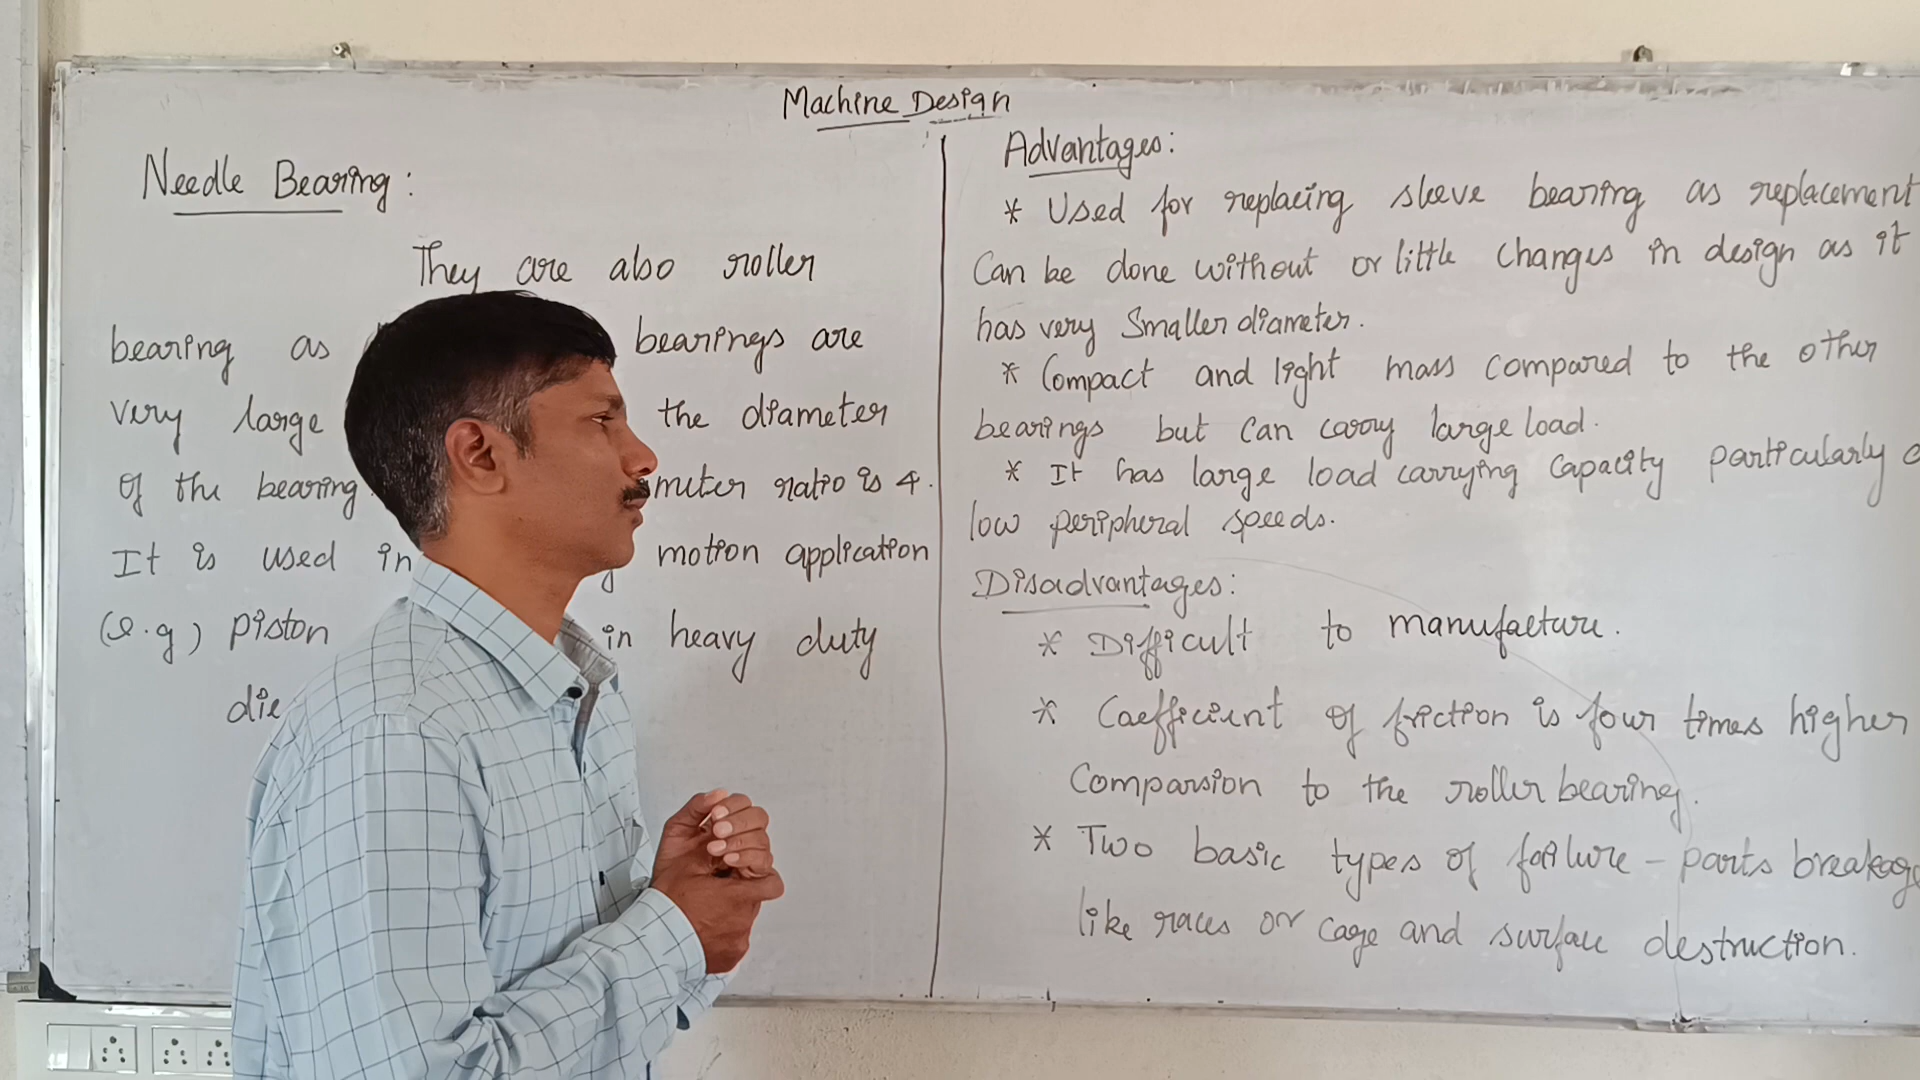 Machine Design
Needle Bearing:
They are also roller
bearing as bearings are
very large the diameter
of the bearing meter ratio is 4.
It is used in motion application
(e.g) piston in heavy duty
die
Advantages:
* Used for replacing sleeve bearing as replacement
Can be done without or little changes in design as it
has very smaller diameter.
* Compact and light mass compared to the other
bearings but can carry large load.
* It has large load carrying capacity particularly
low peripheral speeds.
Disadvantages:
* Difficult to manufacture.
* Coefficient of friction is four times higher
Comparsion to the roller bearing.
* Two basic types of failure - parts breakage
like races or cage and surface destruction.